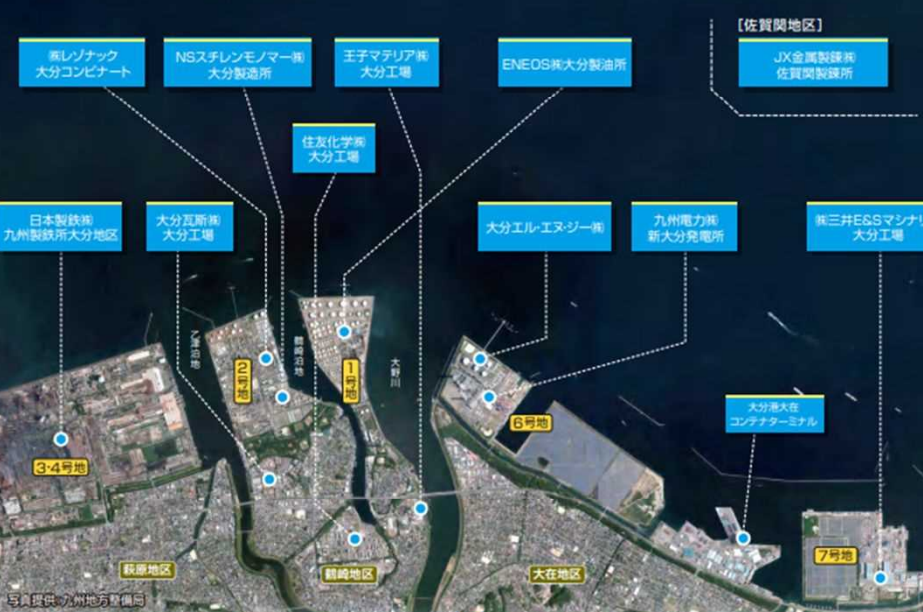 [佐賀関地区]
㈱レゾナック
大分コンビナート
NSスチレンモノマー㈱
大分製造所
王子マテリア㈱
大分工場
ENEOS㈱大分製油所
JX金属製錬㈱
佐賀関製錬所
住友化学㈱
大分工場
日本製鉄㈱
九州製鉄所大分地区
大分瓦斯㈱
大分工場
大分エル・エヌ・ジー㈱
九州電力㈱
新大分発電所
㈱三井E&Sマシナリ
大分工場
乙津泊地
鶴崎泊地
大野川
2号地
1号地
6号地
大分港大在
コンテナターミナル
3・4号地
7号地
萩原地区
鶴崎地区
大在地区
写真提供 九州地方整備局